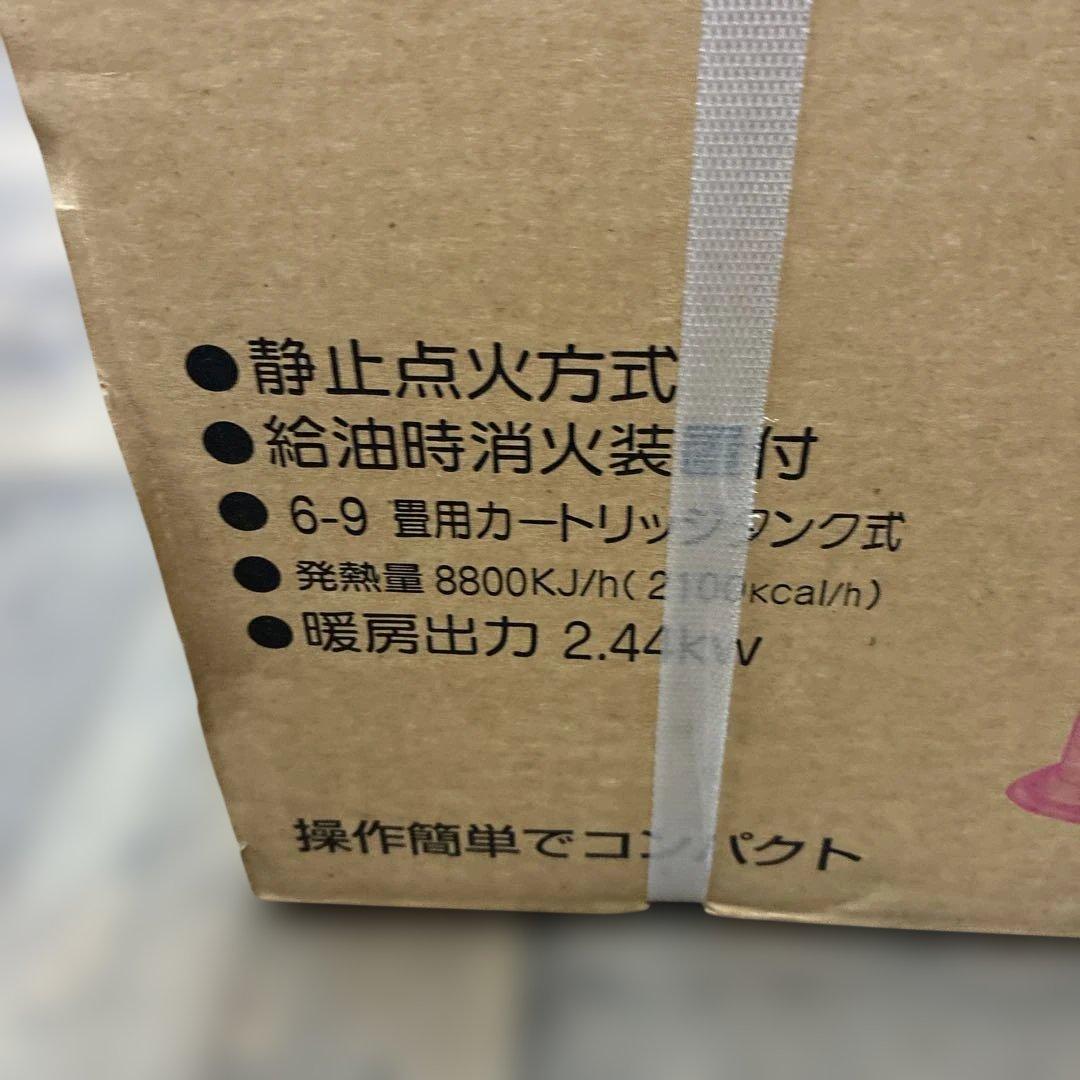 ●静止点火方式
●給油時消火装置付
●6-9 畳用カートリッジタンク式
●発熱量 8800KJ/h(2100Kcal/h)
●暖房出力 2.44kW
操作簡単でコンパクト